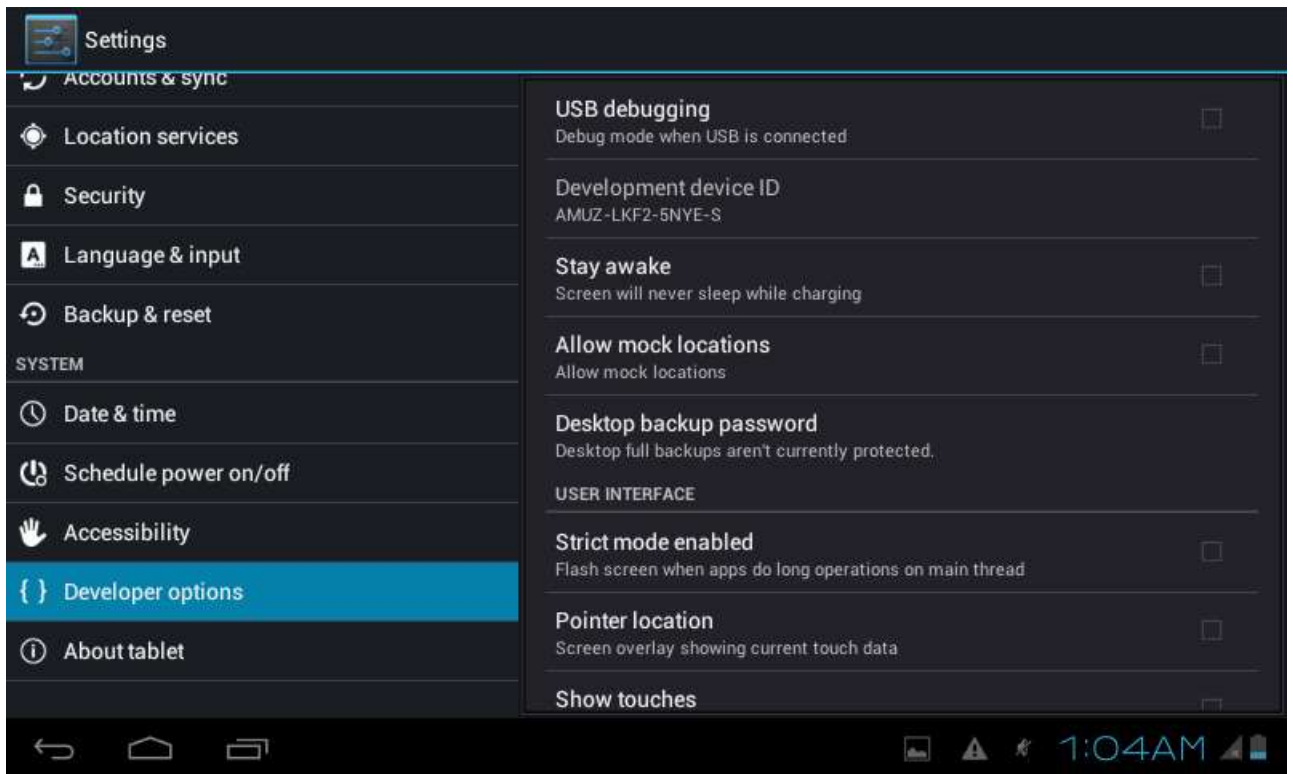 Settings
Accounts & sync
Location services
Security
Language & input
Backup & reset
SYSTEM
Date & time
Schedule power on/off
Accessibility
{ } Developer options
About tablet
USB debugging
Debug mode when USB is connected
Development device ID
AMUZ-LKF2-5NYE-S
Stay awake
Screen will never sleep while charging
Allow mock locations
Allow mock locations
Desktop backup password
Desktop full backups aren't currently protected.
USER INTERFACE
Strict mode enabled
Flash screen when apps do long operations on main thread
Pointer location
Screen overlay showing current touch data
Show touches
1:04AM